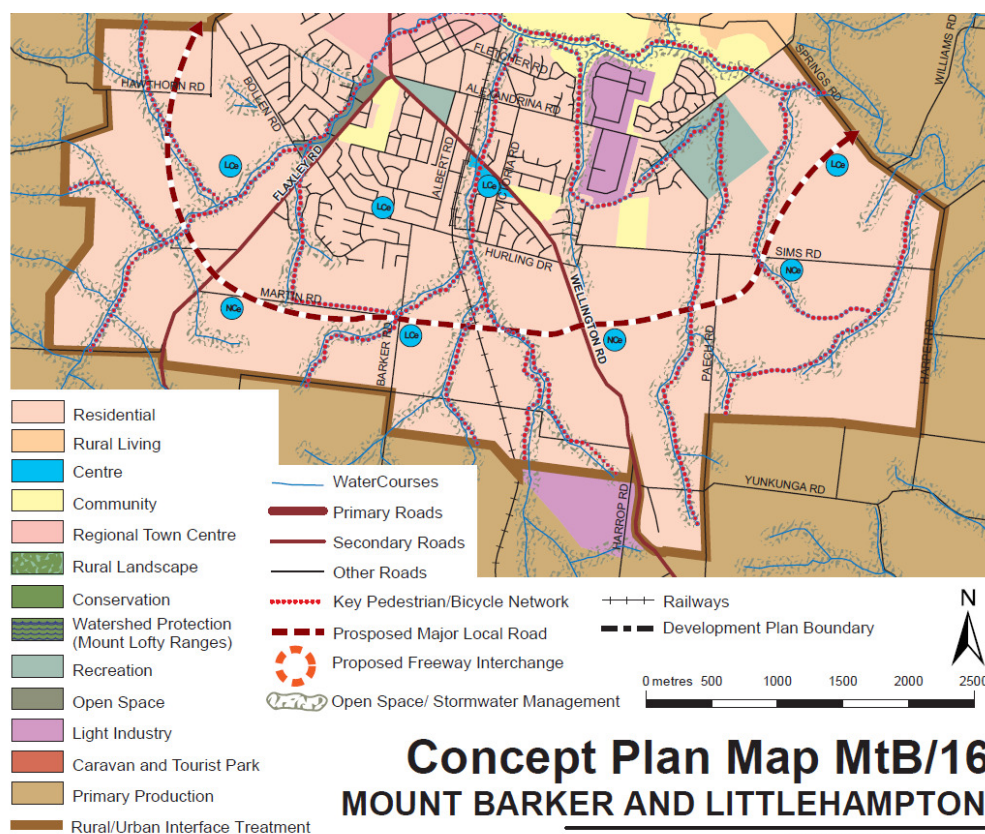 SPRINGS RD
WILLIAMS RD
FLETCHER RD
HAWTHORN RD
BOLLEN RD
ALEXANDRINA RD
FLAXLEY RD
ALBERT RD
VICTORIA RD
LCe
LCe
LCe
LCe
HURLING DR
SIMS RD
NCe
MARTIN RD
WELLINGTON RD
NCe
LCe
NCe
BARKER RD
PAECH RD
HARPER RD
YUNKUNGA RD
HARROP RD
Residential
Rural Living
Centre
Community
Regional Town Centre
Rural Landscape
Conservation
Watershed Protection
(Mount Lofty Ranges)
Recreation
Open Space
Light Industry
Caravan and Tourist Park
Primary Production
Rural/Urban Interface Treatment
WaterCourses
Primary Roads
Secondary Roads
Other Roads
Key Pedestrian/Bicycle Network
Prosposed Major Local Road
Proposed Freeway Interchange
Open Space/ Stormwater Management
Railways
Development Plan Boundary
N
0 metres 500 1000 1500 2000 2500
Concept Plan Map MtB/16
MOUNT BARKER AND LITTLEHAMPTON